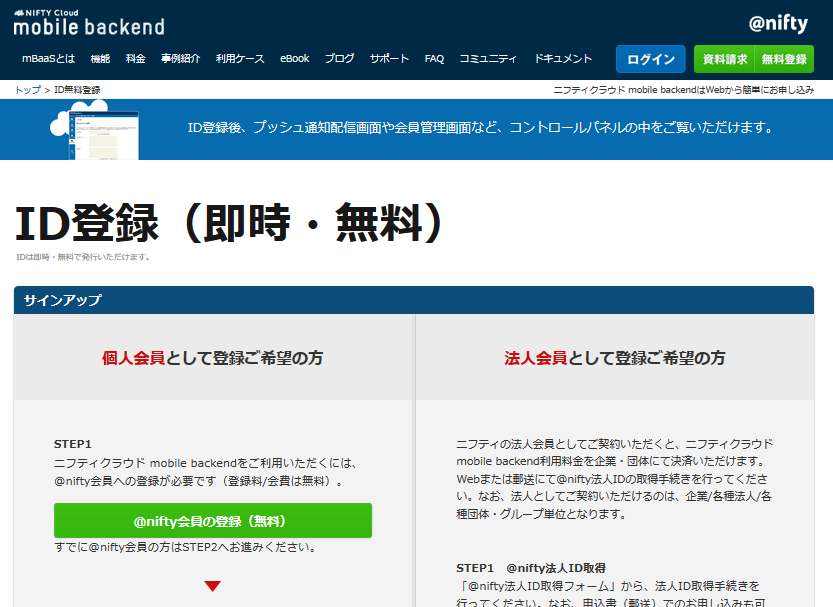 NIFTY Cloud
mobile backend
@nifty
mBaaSとは 機能 料金 事例紹介 利用ケース eBook ブログ サポート FAQ コミュニティ ドキュメント ログイン 資料請求 無料登録
トップ > ID無料登録
ニフティクラウド mobile backendはWebから簡単にお申し込み
ID登録後、プッシュ通知配信画面や会員管理画面など、コントロールパネルの中をご覧いただけます。
ID登録（即時・無料）
IDは即時・無料で発行いただけます。
サインアップ
個人会員として登録ご希望の方
STEP1
ニフティクラウド mobile backendをご利用いただくには、
@nifty会員への登録が必要です（登録料/会費は無料）。
@nifty会員の登録（無料）
すでに@nifty会員の方はSTEP2へお進みください。
法人会員として登録ご希望の方
ニフティの法人会員としてご契約いただくと、ニフティクラウド
mobile backend利用料金を企業・団体にて決済いただけます。
Webまたは郵送にて@nifty法人IDの取得手続きを行ってくださ
い。なお、法人としてご契約いただけるのは、企業/各種法人/各
種団体・グループ単位となります。
STEP1 @nifty法人ID取得
「@nifty法人ID取得フォーム」から、法人ID取得手続きを
行ってください。なお、申込書（郵送）でのお申し込みも可